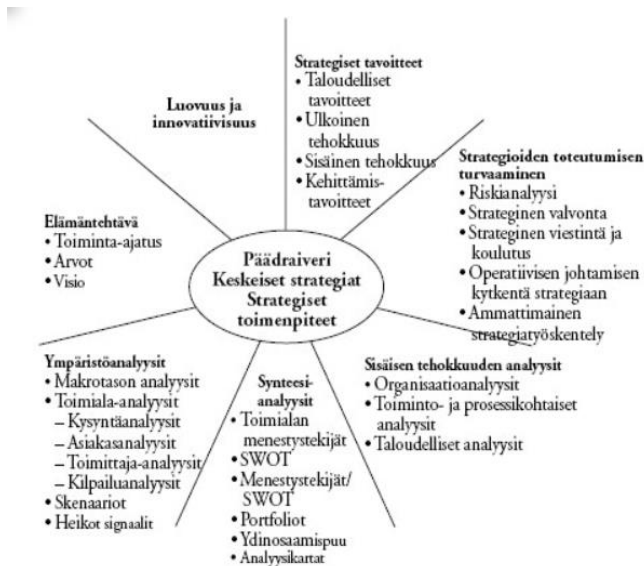 Luovuus ja
innovatiivisuus
Strategiset tavoitteet
• Taloudelliset
tavoitteet
• Ulkoinen
tehokkuus
• Sisäinen tehokkuus
• Kehittämis-
tavoitteet
Strategioiden toteutumisen
turvaaminen
• Riskianalyysi
• Strateginen valvonta
• Strateginen viestintä ja
koulutus
• Operatiivisen johtamisen
kytkentä strategiaan
• Ammattimainen
strategiatyöskentely
Elämäntehtävä
• Toiminta-ajatus
• Arvot
• Visio
Päädraiveri
Keskeiset strategiat
Strategiset
toimenpiteet
Ympäristöanalyysit
• Makrotason analyysit
• Toimiala-analyysit
– Kysyntäanalyysit
– Asiakasanalyysit
– Toimittaja-analyysit
– Kilpailuanalyysit
• Skenaariot
• Heikot signaalit
Synteesi-
analyysit
• Toimialan
menestystekijät
• SWOT
• Menestystekijät/
SWOT
• Portfoliot
• Ydinosaamispuu
• Analyysikartat
Sisäisen tehokkuuden analyysit
• Organisaatioanalyysit
• Toiminto- ja prosessikohtaiset
analyysit
• Taloudelliset analyysit